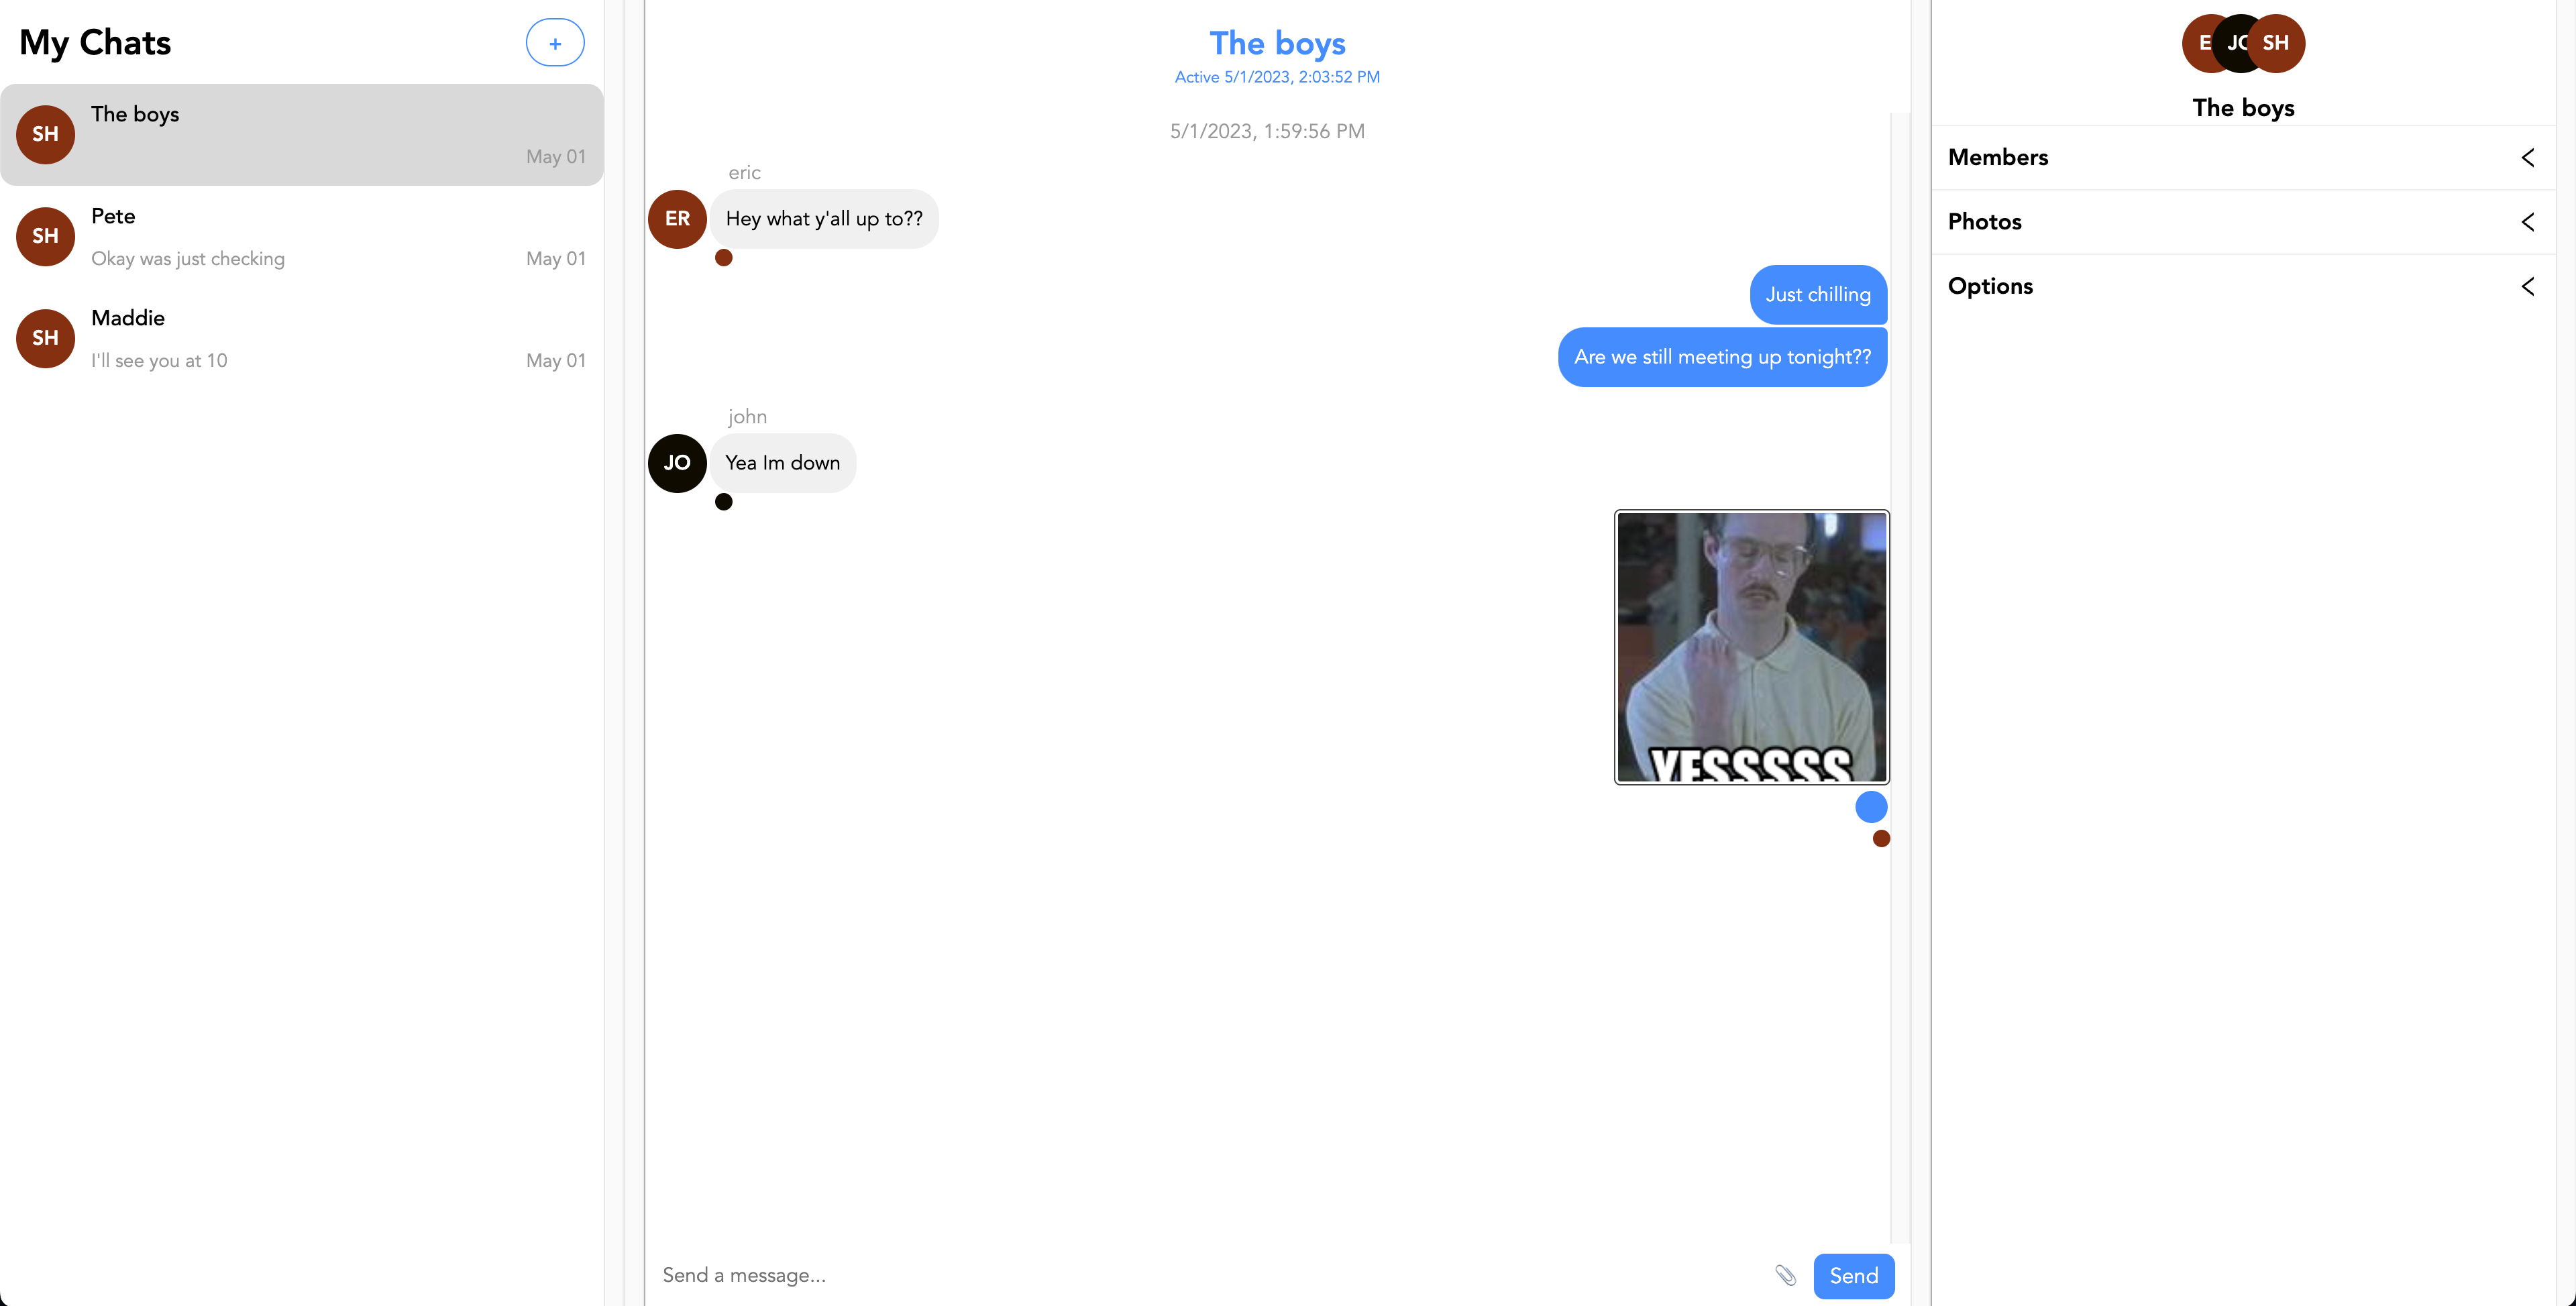 My Chats
+
SH
The boys
May 01
SH
Pete
Okay was just checking
May 01
SH
Maddie
I'll see you at 10
May 01
The boys
Active 5/1/2023, 2:03:52 PM
5/1/2023, 1:59:56 PM
eric
ER
Hey what y'all up to??
Just chilling
Are we still meeting up tonight??
john
JO
Yea Im down
YESSSSS
Send a message...
Send
E
JO
SH
The boys
Members
Photos
Options